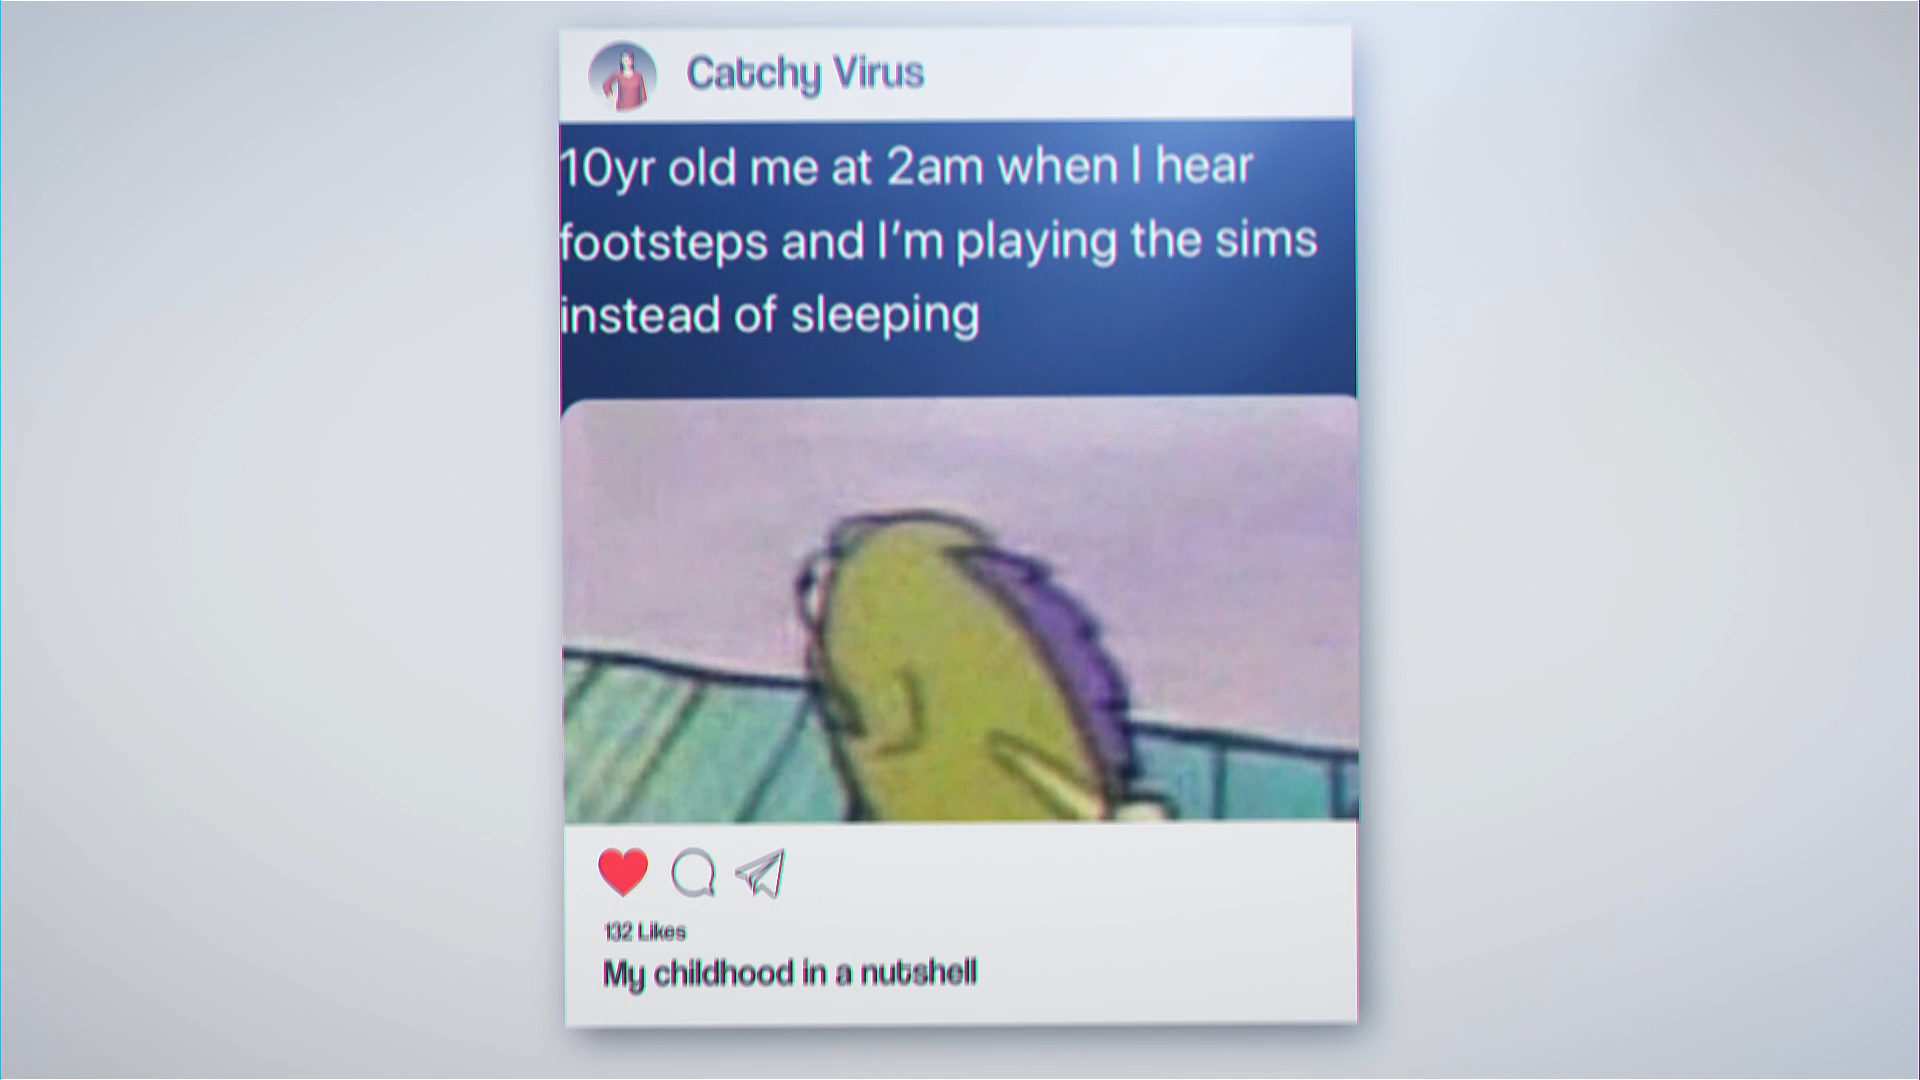 Catchy Virus
10yr old me at 2am when I hear
footsteps and I'm playing the sims
instead of sleeping
132 Likes
My childhood in a nutshell